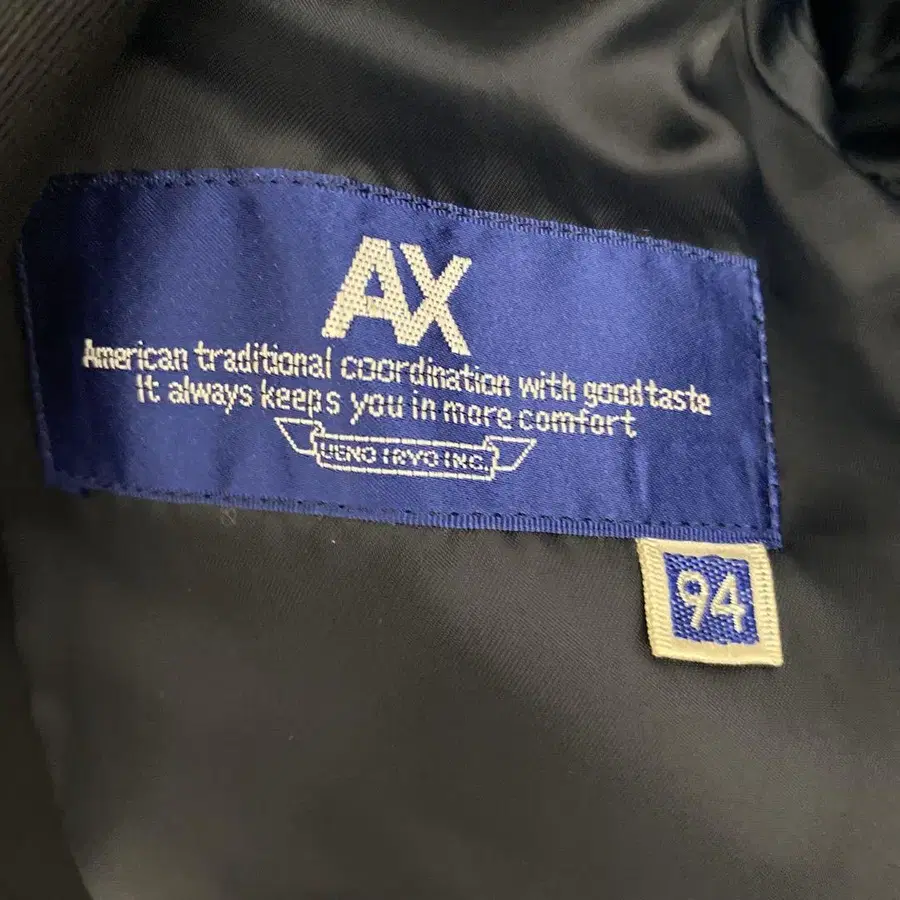 AX
American traditional coordination with good taste
It always keeps you in more comfort
UENO IRYO INC.
94